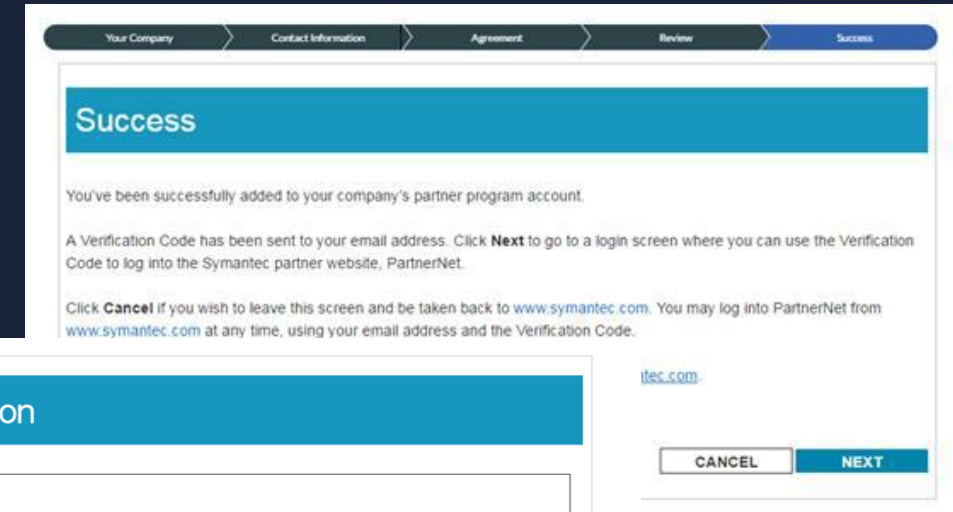 Your Company
Contact Information
Agreement
Review
Success
Success
You've been successfully added to your company's partner program account.
A Verification Code has been sent to your email address. Click Next to go to a login screen where you can use the Verification
Code to log into the Symantec partner website, PartnerNet.
Click Cancel if you wish to leave this screen and be taken back to www.symantec.com. You may log into PartnerNet from
www.symantec.com at any time, using your email address and the Verification Code.
ntec.com.
on
CANCEL
NEXT